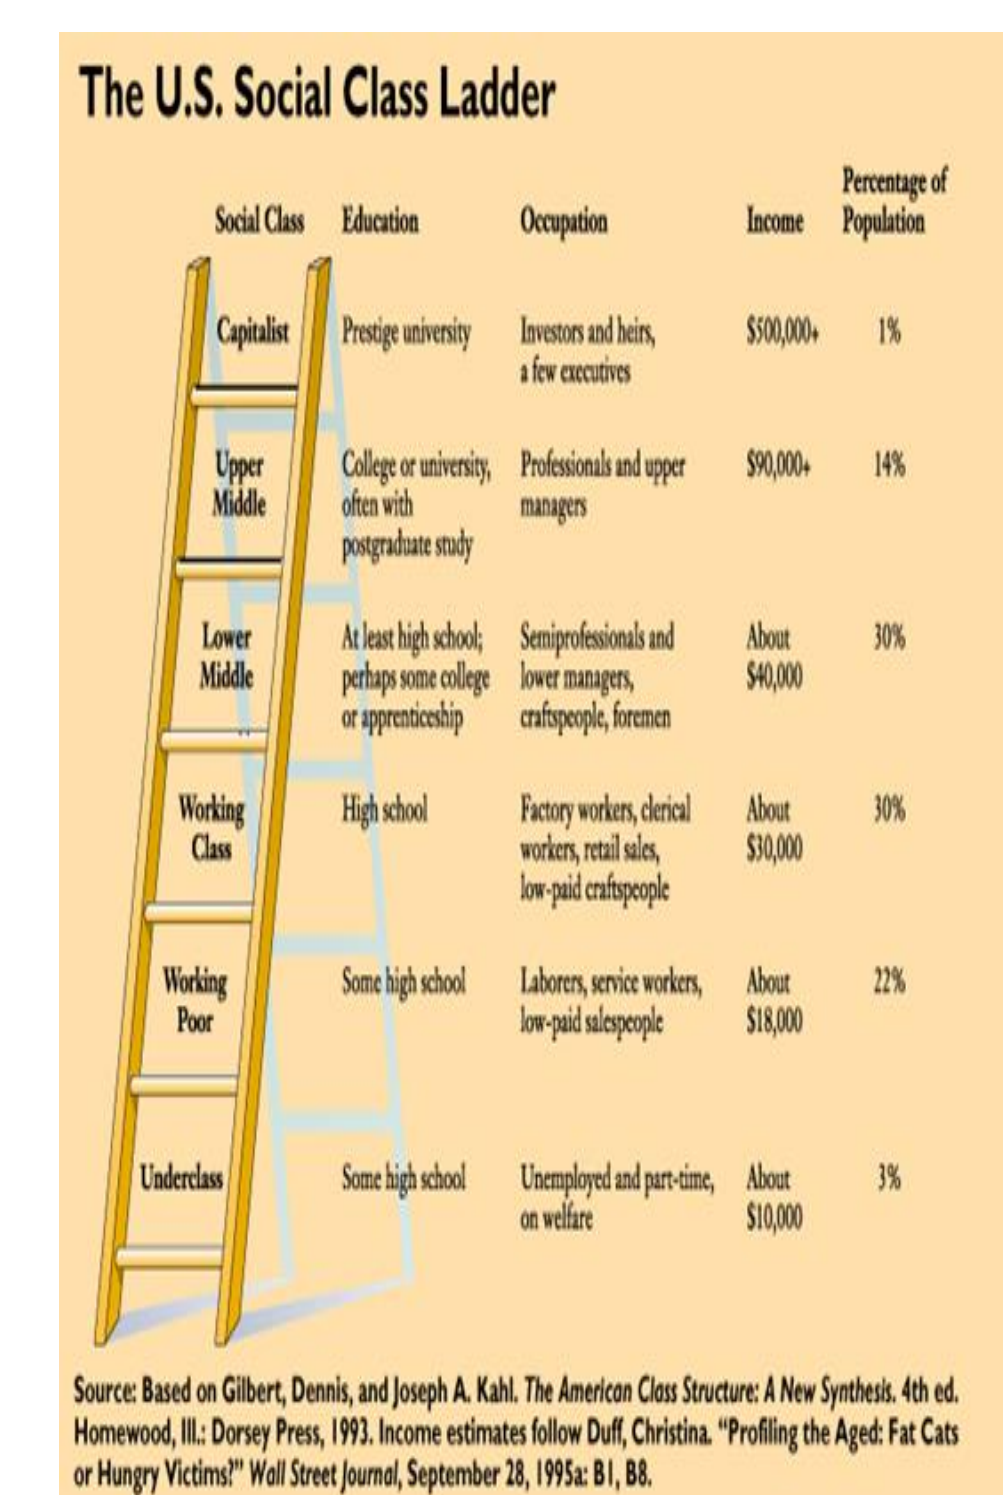 The U.S. Social Class Ladder
Percentage of
Social Class Education Occupation Income Population
Capitalist Prestige university Investors and heirs, $500,000+ 1%
a few executives
Upper College or university, Professionals and upper $90,000+ 14%
Middle often with managers
postgraduate study
Lower At least high school; Semiprofessionals and About 30%
Middle perhaps some college lower managers, $40,000
or apprenticeship craftspeople, foremen
Working High school Factory workers, clerical About 30%
Class workers, retail sales, $30,000
low-paid craftspeople
Working Some high school Laborers, service workers, About 22%
Poor low-paid salespeople $18,000
Underclass Some high school Unemployed and part-time, About 3%
on welfare $10,000
Source: Based on Gilbert, Dennis, and Joseph A. Kahl. The American Class Structure: A New Synthesis. 4th ed.
Homewood, Ill.: Dorsey Press, 1993. Income estimates follow Duff, Christina. “Profiling the Aged: Fat Cats
or Hungry Victims?” Wall Street Journal, September 28, 1995a: B1, B8.